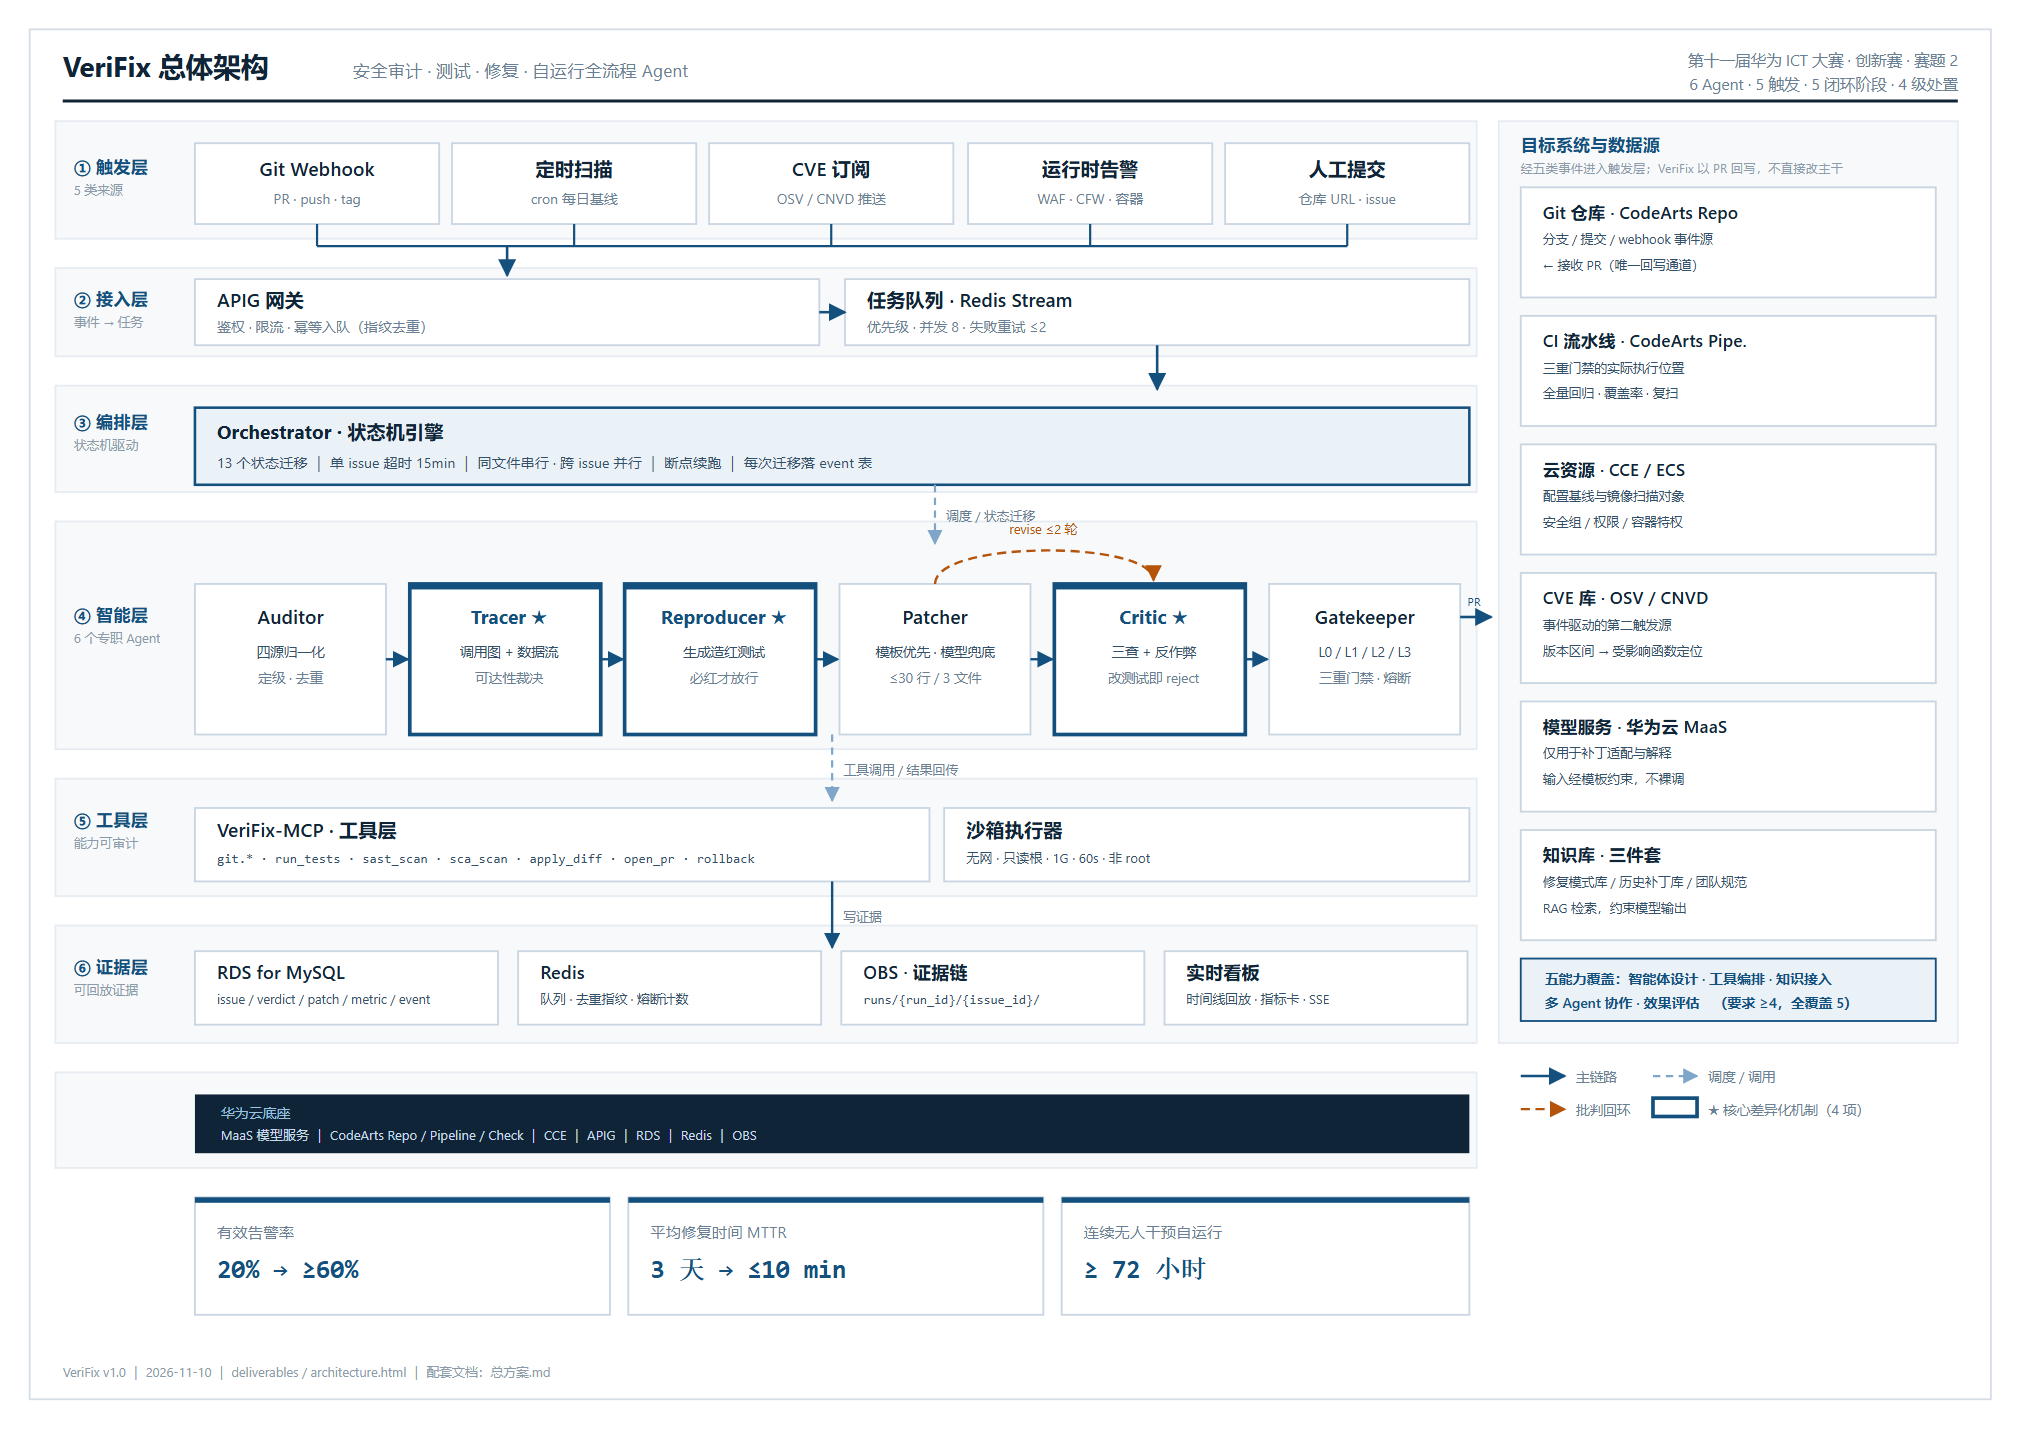 VeriFix 总体架构
安全审计 · 测试 · 修复 · 自运行全流程 Agent
第十一届华为 ICT 大赛 · 创新赛 · 赛题 2
6 Agent · 5 触发 · 5 闭环阶段 · 4 级处置
① 触发层
5 类来源
Git Webhook
PR · push · tag
定时扫描
cron 每日基线
CVE 订阅
OSV / CNVD 推送
运行时告警
WAF · CFW · 容器
人工提交
仓库 URL · issue
② 接入层
事件 → 任务
APIG 网关
鉴权 · 限流 · 幂等入队（指纹去重）
任务队列 · Redis Stream
优先级 · 并发 8 · 失败重试 ≤2
③ 编排层
状态机驱动
Orchestrator · 状态机引擎
13 个状态迁移 | 单 issue 超时 15min | 同文件串行 · 跨 issue 并行 | 断点续跑 | 每次迁移落 event 表
调度 / 状态迁移
revise ≤2 轮
④ 智能层
6 个专职 Agent
Auditor
四源归一化
定级 · 去重
Tracer ★
调用图 + 数据流
可达性裁决
Reproducer ★
生成造红测试
必红才放行
Patcher
模板优先 · 模型兜底
≤30 行 / 3 文件
Critic ★
三查 + 反作弊
改测试即 reject
Gatekeeper
L0 / L1 / L2 / L3
三重门禁 · 熔断
PR
工具调用 / 结果回传
⑤ 工具层
能力可审计
VeriFix-MCP · 工具层
git.* · run_tests · sast_scan · sca_scan · apply_diff · open_pr · rollback
沙箱执行器
无网 · 只读根 · 1G · 60s · 非 root
写证据
⑥ 证据层
可回放证据
RDS for MySQL
issue / verdict / patch / metric / event
Redis
队列 · 去重指纹 · 熔断计数
OBS · 证据链
runs/{run_id}/{issue_id}/
实时看板
时间线回放 · 指标卡 · SSE
华为云底座
MaaS 模型服务 | CodeArts Repo / Pipeline / Check | CCE | APIG | RDS | Redis | OBS
有效告警率
20% → ≥60%
平均修复时间 MTTR
3 天 → ≤10 min
连续无人干预自运行
≥ 72 小时
目标系统与数据源
经五类事件进入触发层；VeriFix 以 PR 回写，不直接改主干
Git 仓库 · CodeArts Repo
分支 / 提交 / webhook 事件源
← 接收 PR（唯一回写通道）
CI 流水线 · CodeArts Pipe.
三重门禁的实际执行位置
全量回归 · 覆盖率 · 复扫
云资源 · CCE / ECS
配置基线与镜像扫描对象
安全组 / 权限 / 容器特权
CVE 库 · OSV / CNVD
事件驱动的第二触发源
版本区间 → 受影响函数定位
模型服务 · 华为云 MaaS
仅用于补丁适配与解释
输入经模板约束，不裸调
知识库 · 三件套
修复模式库 / 历史补丁库 / 团队规范
RAG 检索，约束模型输出
五能力覆盖：智能体设计 · 工具编排 · 知识接入
多 Agent 协作 · 效果评估 （要求 ≥4，全覆盖 5）
主链路
调度 / 调用
批判回环
★ 核心差异化机制（4 项）
VeriFix v1.0 | 2026-11-10 | deliverables / architecture.html | 配套文档：总方案.md